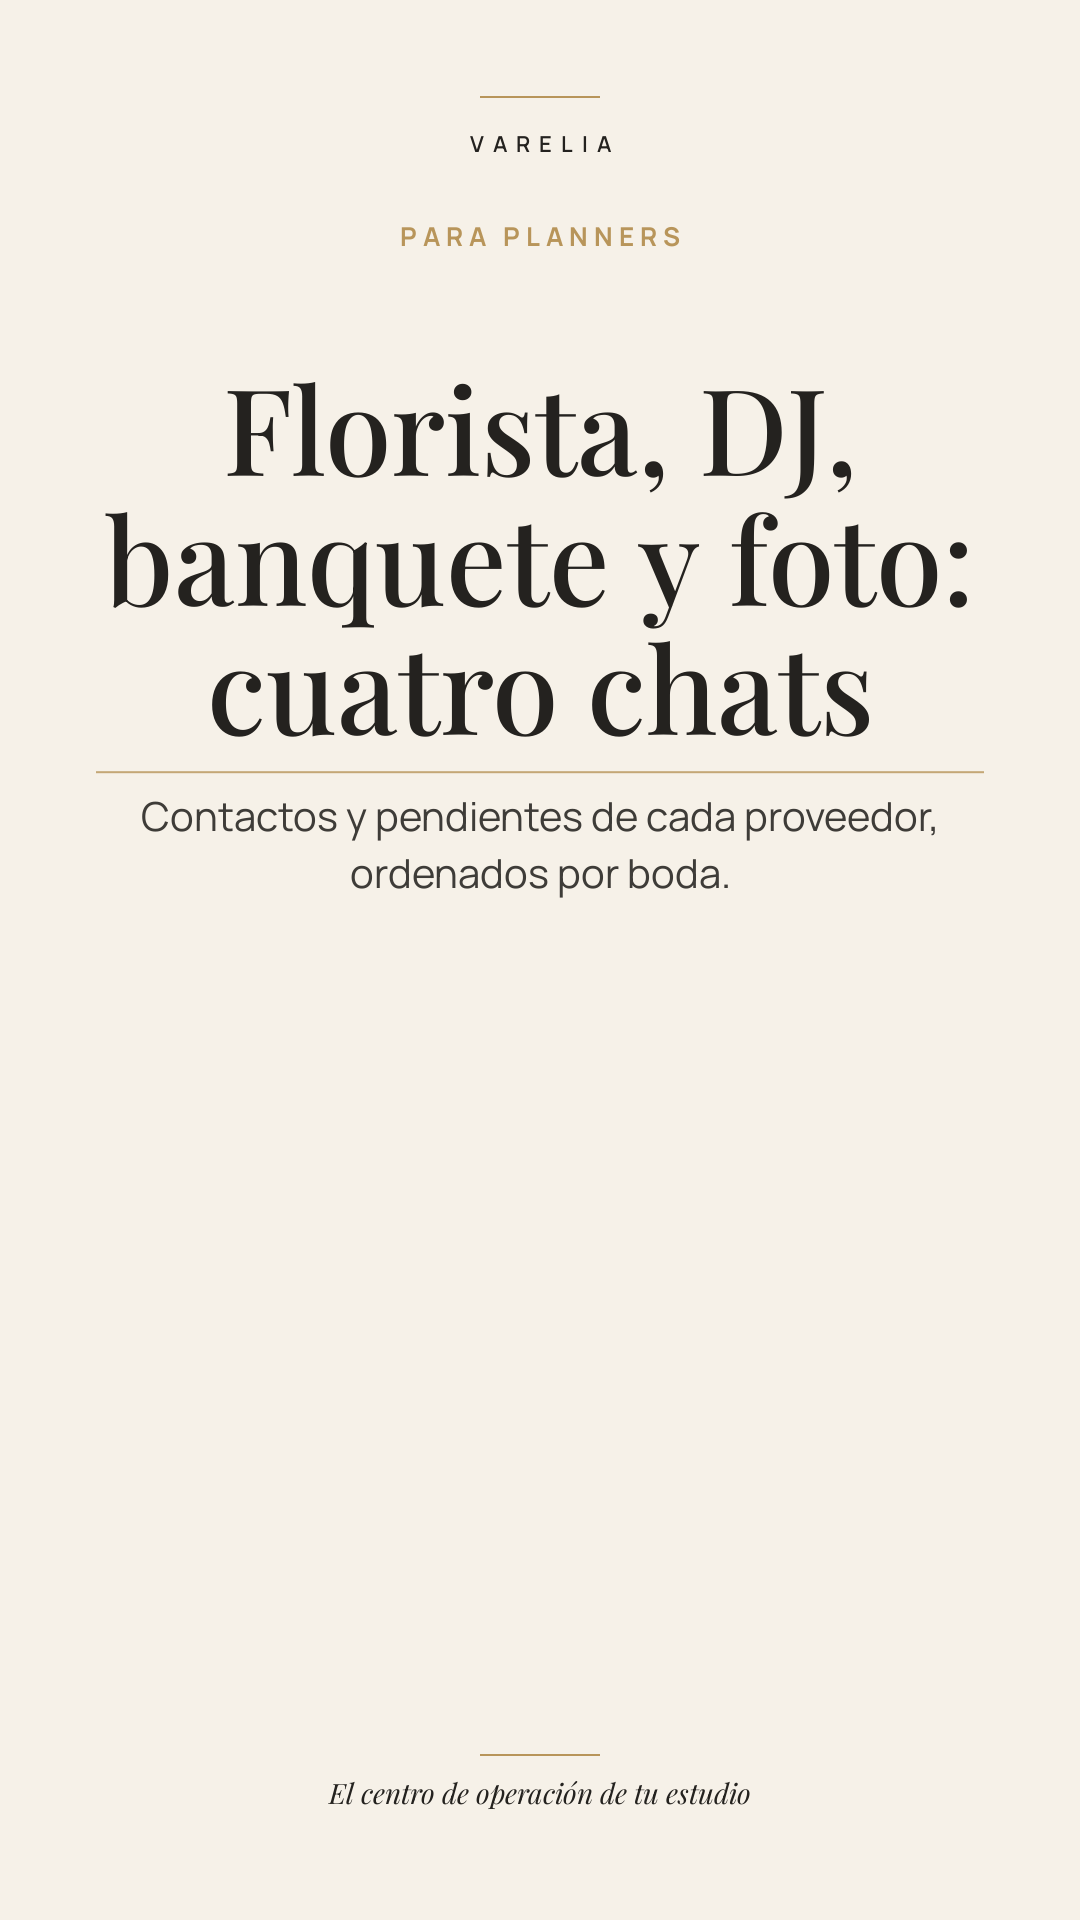 VARELIA
PARA PLANNERS
Florista, DJ,
banquete y foto:
cuatro chats
Contactos y pendientes de cada proveedor,
ordenados por boda.
El centro de operación de tu estudio